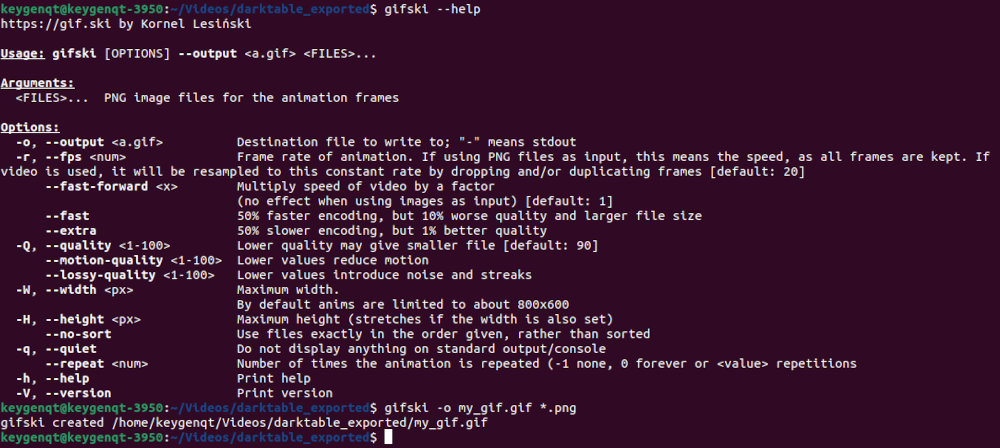 keygenqt@keygenqt-3950:~/Videos/darktable_exported$ gifski --help
https://gif.ski by Kornel Lesiński
Usage: gifski [OPTIONS] --output <a.gif> <FILES>...
Arguments:
<FILES>...  PNG image files for the animation frames
Options:
-o, --output <a.gif>             Destination file to write to; "-" means stdout
-r, --fps <num>                  Frame rate of animation. If using PNG files as input, this means the speed, as all frames are kept. If
video is used, it will be resampled to this constant rate by dropping and/or duplicating frames [default: 20]
--fast-forward <x>           Multiply speed of video by a factor
(no effect when using images as input) [default: 1]
--fast                       50% faster encoding, but 10% worse quality and larger file size
--extra                      50% slower encoding, but 1% better quality
-Q, --quality <1-100>            Lower quality may give smaller file [default: 90]
--motion-quality <1-100>     Lower values reduce motion
--lossy-quality <1-100>      Lower values introduce noise and streaks
-W, --width <px>                 Maximum width.
By default anims are limited to about 800x600
-H, --height <px>                Maximum height (stretches if the width is also set)
--no-sort                    Use files exactly in the order given, rather than sorted
-q, --quiet                      Do not display anything on standard output/console
--repeat <num>               Number of times the animation is repeated (-1 none, 0 forever or <value> repetitions
-h, --help                       Print help
-V, --version                    Print version
keygenqt@keygenqt-3950:~/Videos/darktable_exported$ gifski -o my_gif.gif *.png
gifski created /home/keygenqt/Videos/darktable_exported/my_gif.gif
keygenqt@keygenqt-3950:~/Videos/darktable_exported$